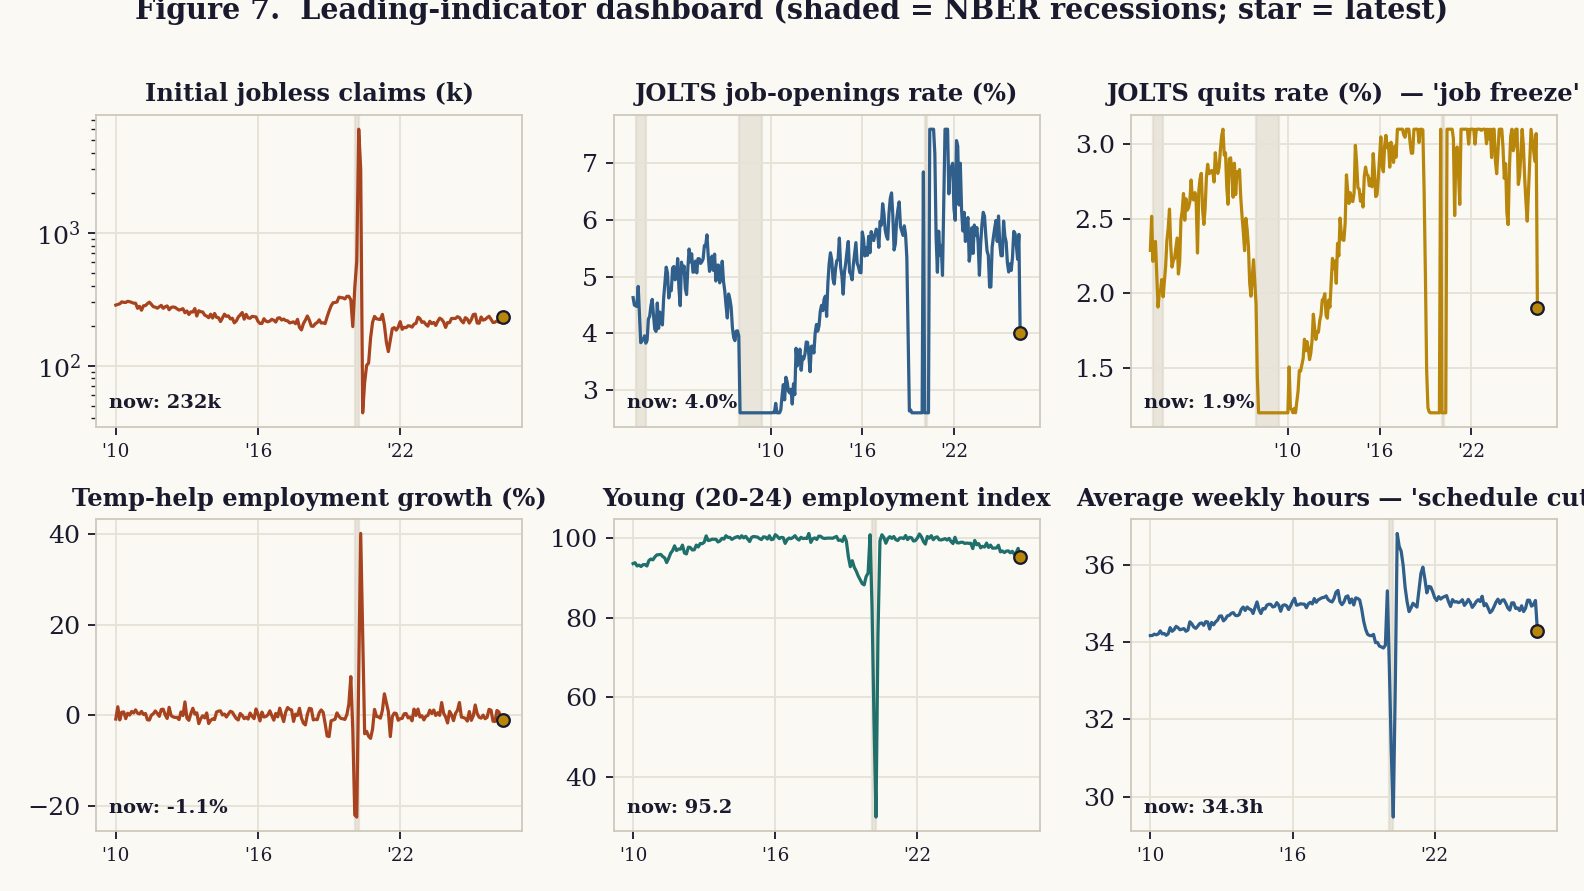 Figure 7.  Leading-indicator dashboard (shaded = NBER recessions; star = latest)
Initial jobless claims (k)
10³
10²
now: 232k
'10 '16 '22
JOLTS job-openings rate (%)
7
6
5
4
3
now: 4.0%
'10 '16 '22
JOLTS quits rate (%)  — 'job freeze'
3.0
2.5
2.0
1.5
now: 1.9%
'10 '16 '22
Temp-help employment growth (%)
40
20
0
−20
now: -1.1%
'10 '16 '22
Young (20-24) employment index
100
80
60
40
now: 95.2
'10 '16 '22
Average weekly hours — 'schedule cut
36
34
32
30
now: 34.3h
'10 '16 '22